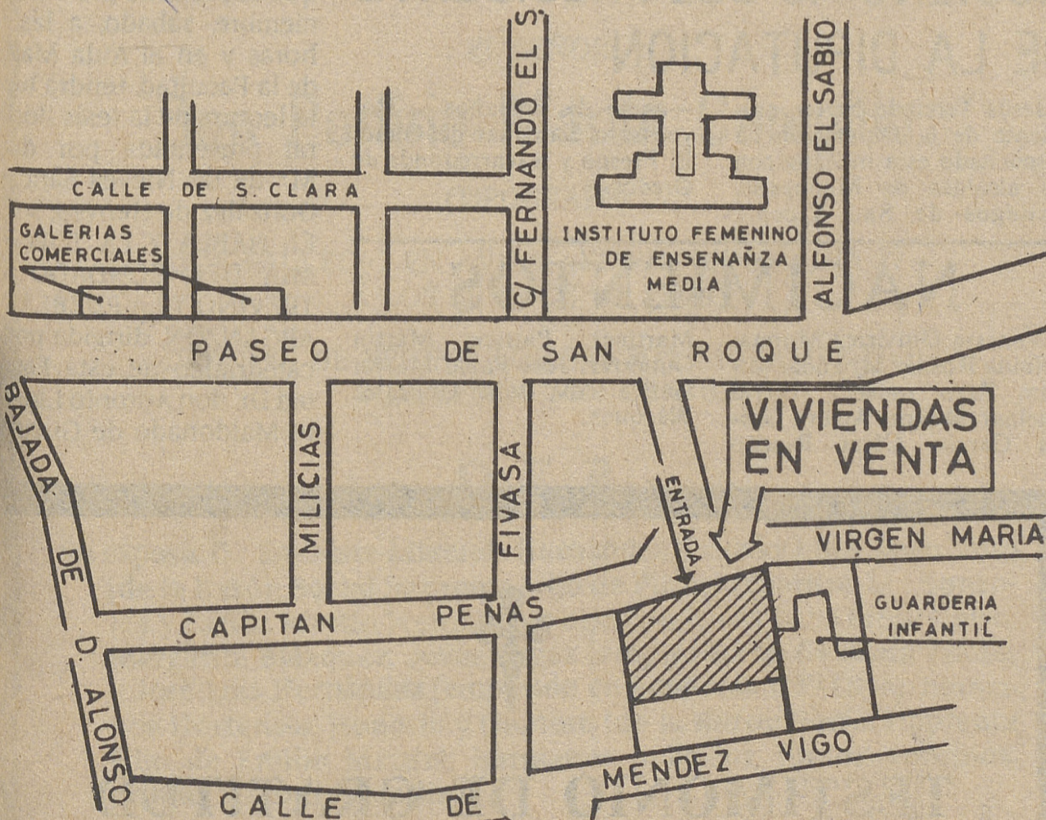 C/ FERNANDO EL S.
ALFONSO EL SABIO
CALLE DE S. CLARA
GALERIAS
COMERCIALES
INSTITUTO FEMENINO
DE ENSENAÑZA
MEDIA
PASEO DE SAN ROQUE
BAJADA DE D. ALONSO
MILICIAS
FIVASA
ENTRADA
VIVIENDAS
EN VENTA
VIRGEN MARIA
CAPITAN PEÑAS
GUARDERIA
INFANTIL
MENDEZ VIGO
CALLE DE